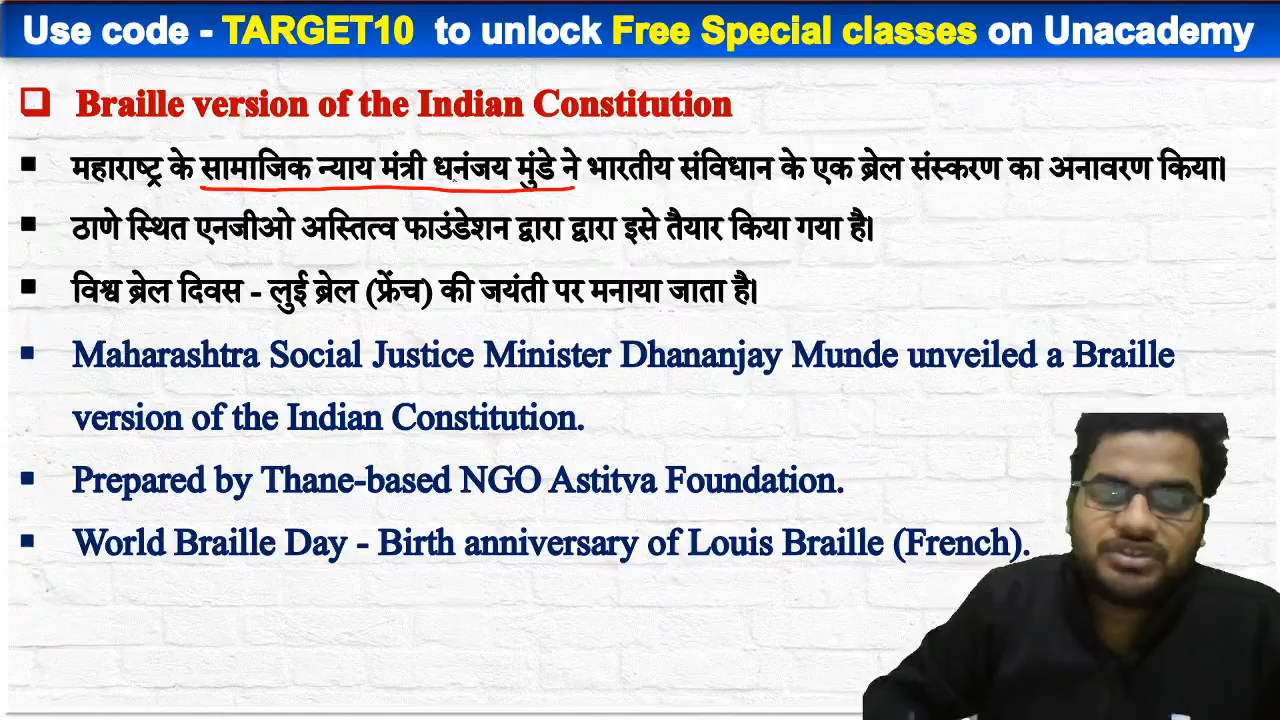 Use code - TARGET10 to unlock Free Special classes on Unacademy
Braille version of the Indian Constitution
महाराष्ट्र के सामाजिक न्याय मंत्री धनंजय मुंडे ने भारतीय संविधान के एक ब्रेल संस्करण का अनावरण किया।
ठाणे स्थित एनजीओ अस्तित्व फाउंडेशन द्वारा द्वारा इसे तैयार किया गया है।
विश्व ब्रेल दिवस - लुई ब्रेल (फ्रेंच) की जयंती पर मनाया जाता है।
Maharashtra Social Justice Minister Dhananjay Munde unveiled a Braille
version of the Indian Constitution.
Prepared by Thane-based NGO Astitva Foundation.
World Braille Day - Birth anniversary of Louis Braille (French).